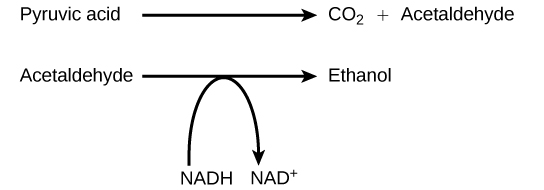 Pyruvic acid CO₂ + Acetaldehyde
Acetaldehyde Ethanol
NADH NAD⁺